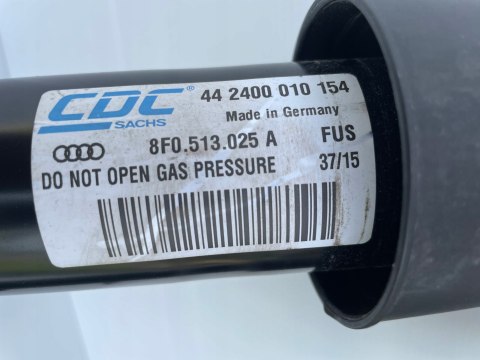 CDC® 44 2400 010 154
SACHS Made in Germany
8F0.513.025 A FUS
DO NOT OPEN GAS PRESSURE 37/15